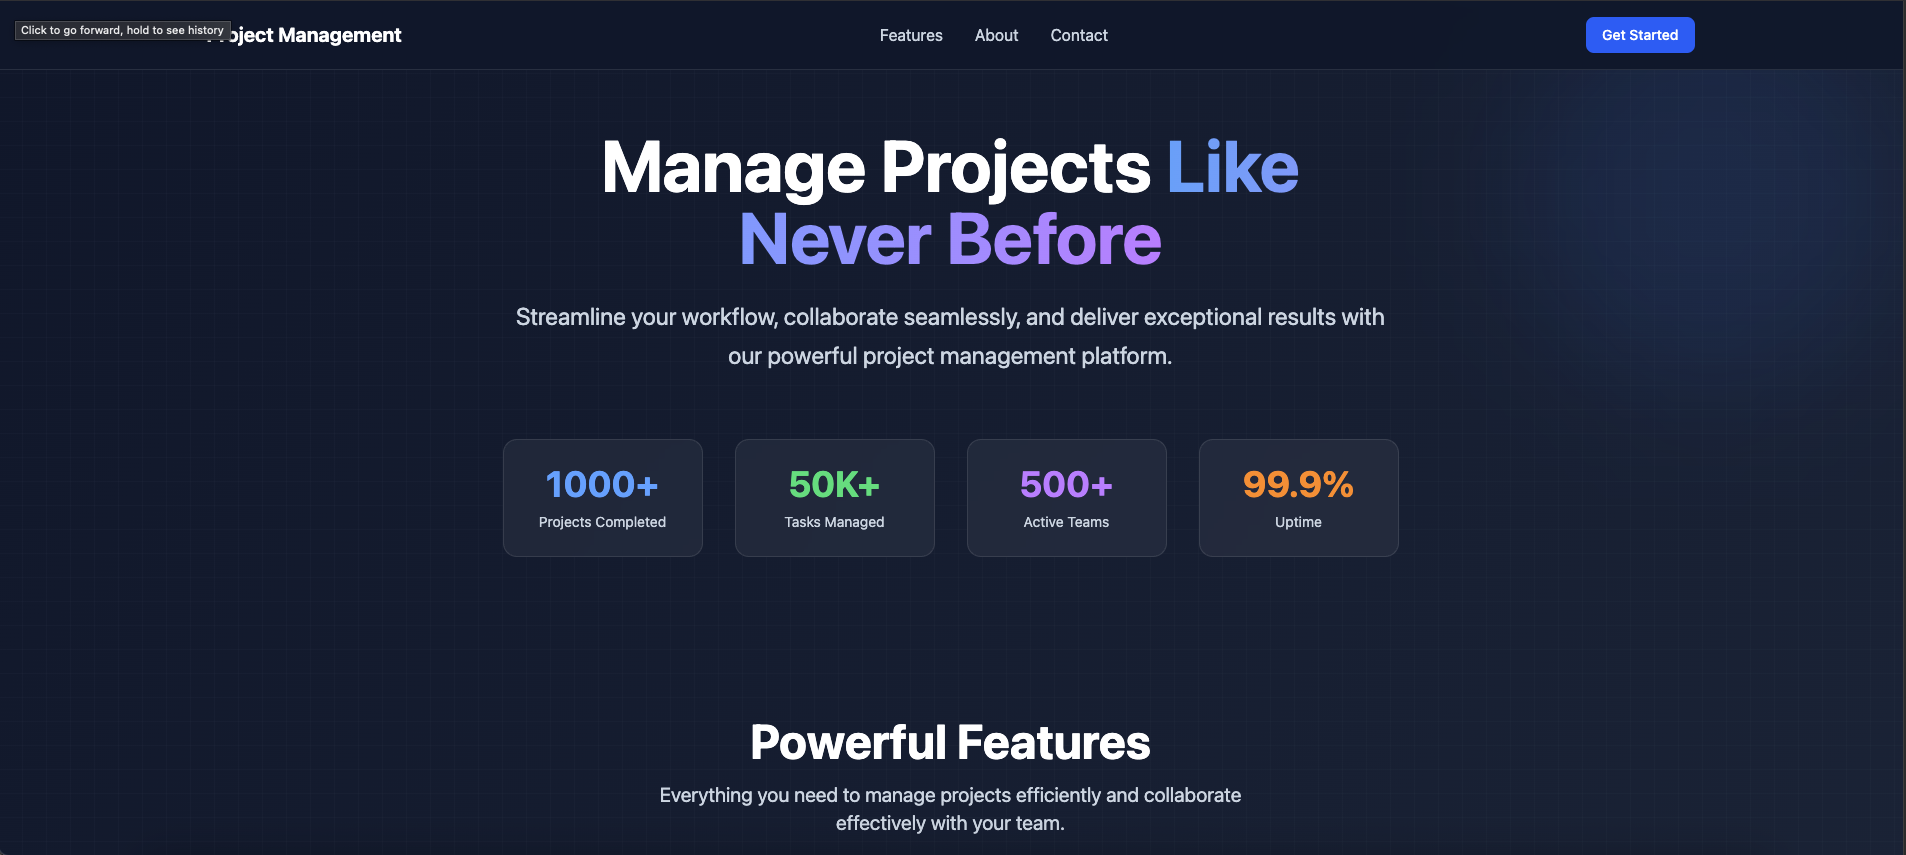 Click to go forward, hold to see history
Project Management
Features
About
Contact
Get Started
Manage Projects Like
Never Before
Streamline your workflow, collaborate seamlessly, and deliver exceptional results with
our powerful project management platform.
1000+
Projects Completed
50K+
Tasks Managed
500+
Active Teams
99.9%
Uptime
Powerful Features
Everything you need to manage projects efficiently and collaborate
effectively with your team.